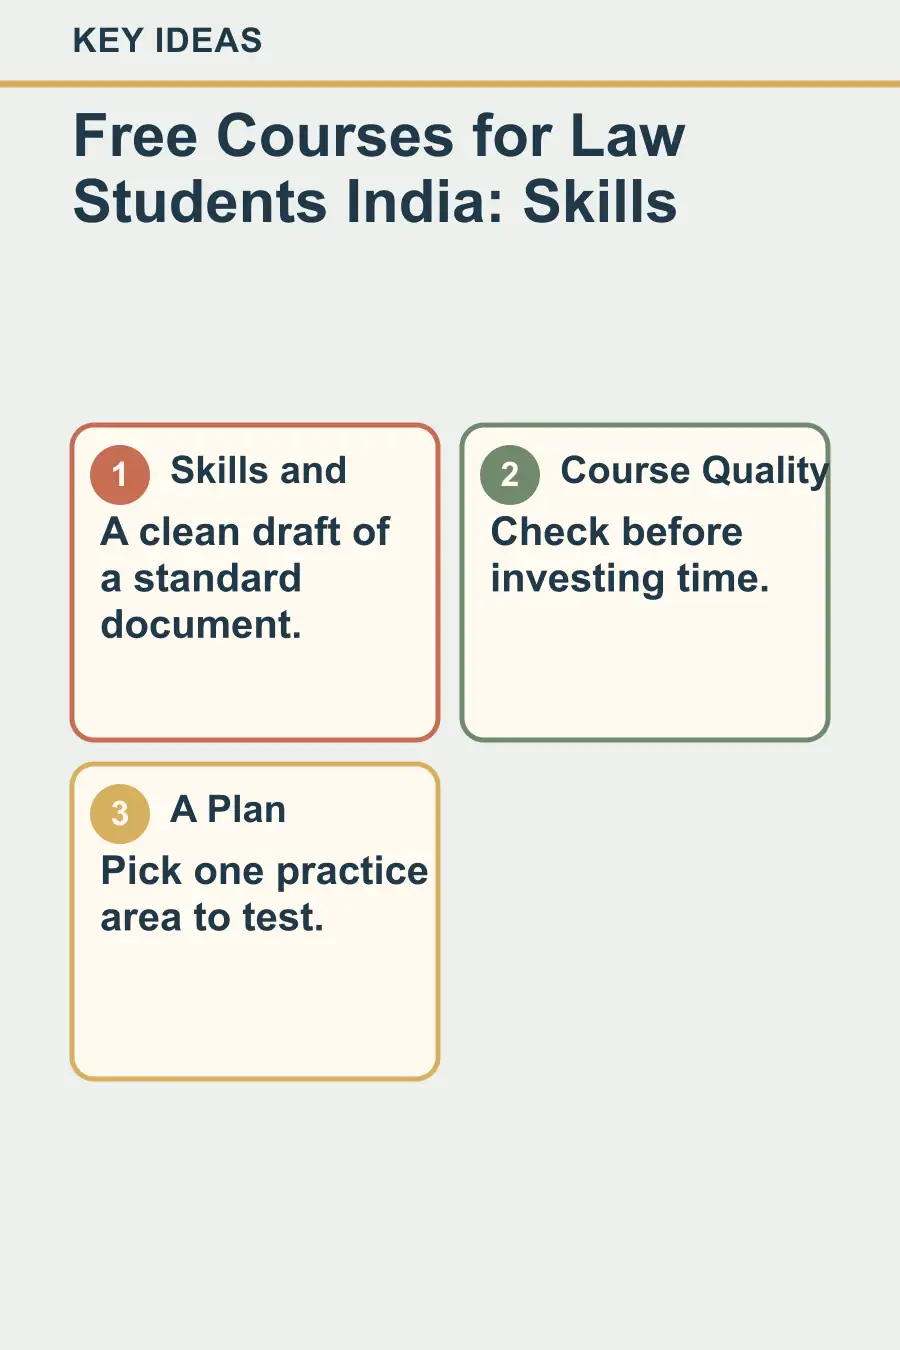 KEY IDEAS
Free Courses for Law
Students India: Skills
1 Skills and
A clean draft of
a standard
document.
2 Course Quality
Check before
investing time.
3 A Plan
Pick one practice
area to test.